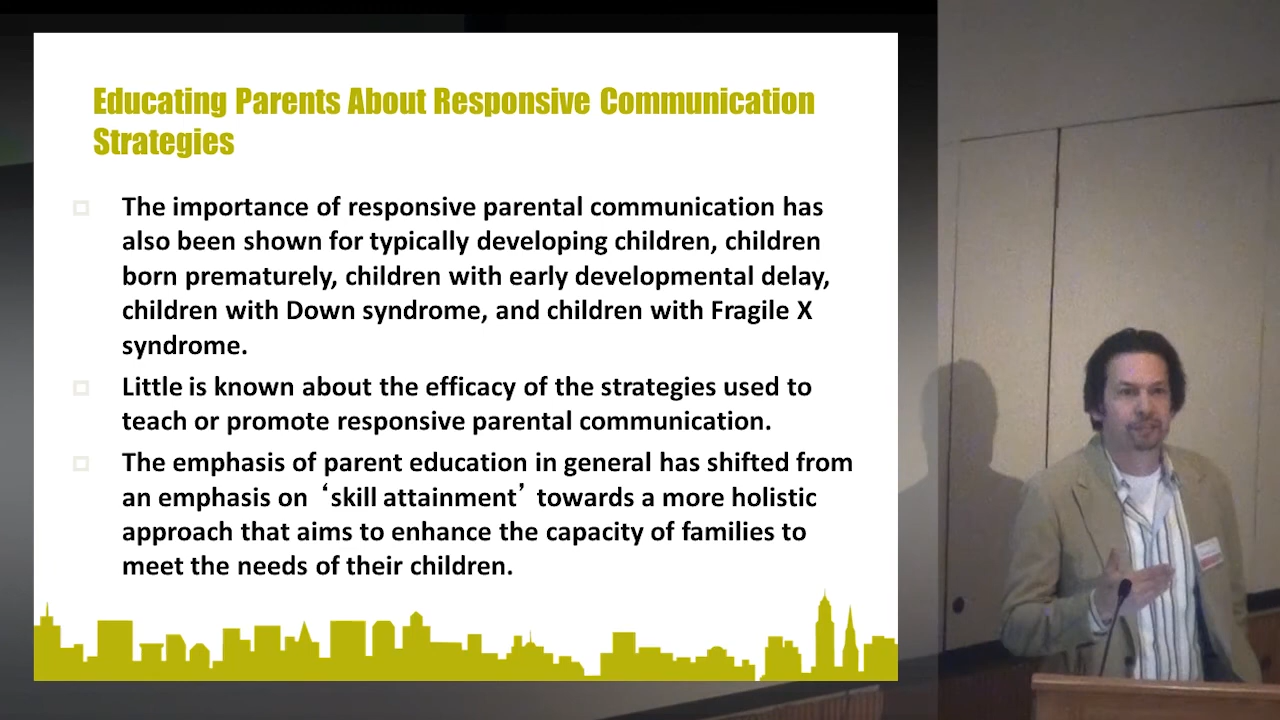 Educating Parents About Responsive Communication
Strategies
The importance of responsive parental communication has
also been shown for typically developing children, children
born prematurely, children with early developmental delay,
children with Down syndrome, and children with Fragile X
syndrome.
Little is known about the efficacy of the strategies used to
teach or promote responsive parental communication.
The emphasis of parent education in general has shifted from
an emphasis on ‘skill attainment’ towards a more holistic
approach that aims to enhance the capacity of families to
meet the needs of their children.